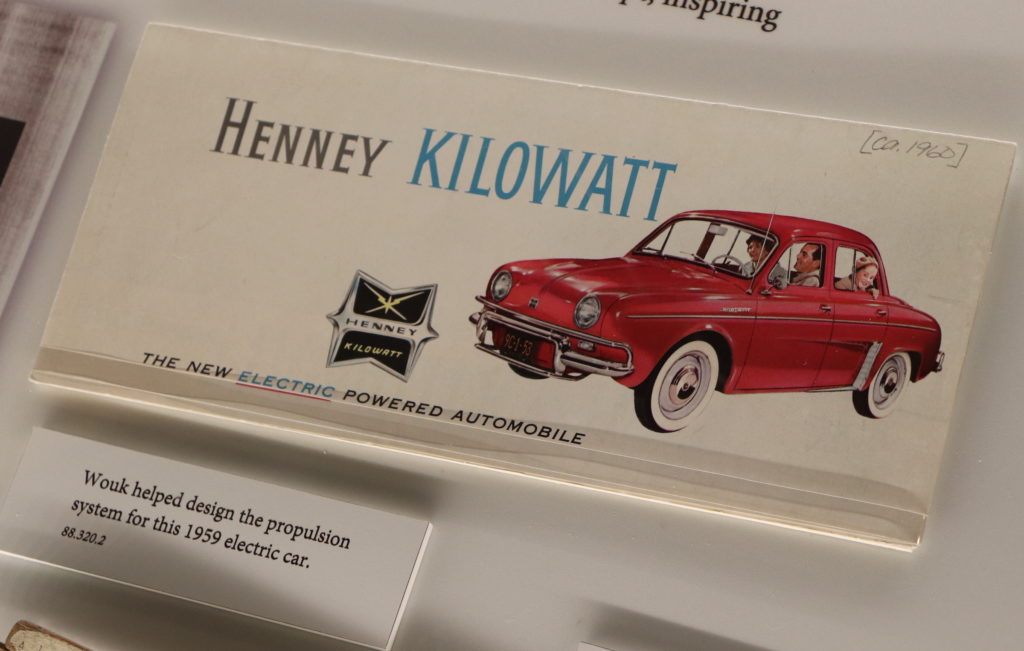 inspiring
[ca. 1960]
HENNEY KILOWATT
HENNEY
KILOWATT
THE NEW ELECTRIC POWERED AUTOMOBILE
Wouk helped design the propulsion
system for this 1959 electric car.
88.320.2